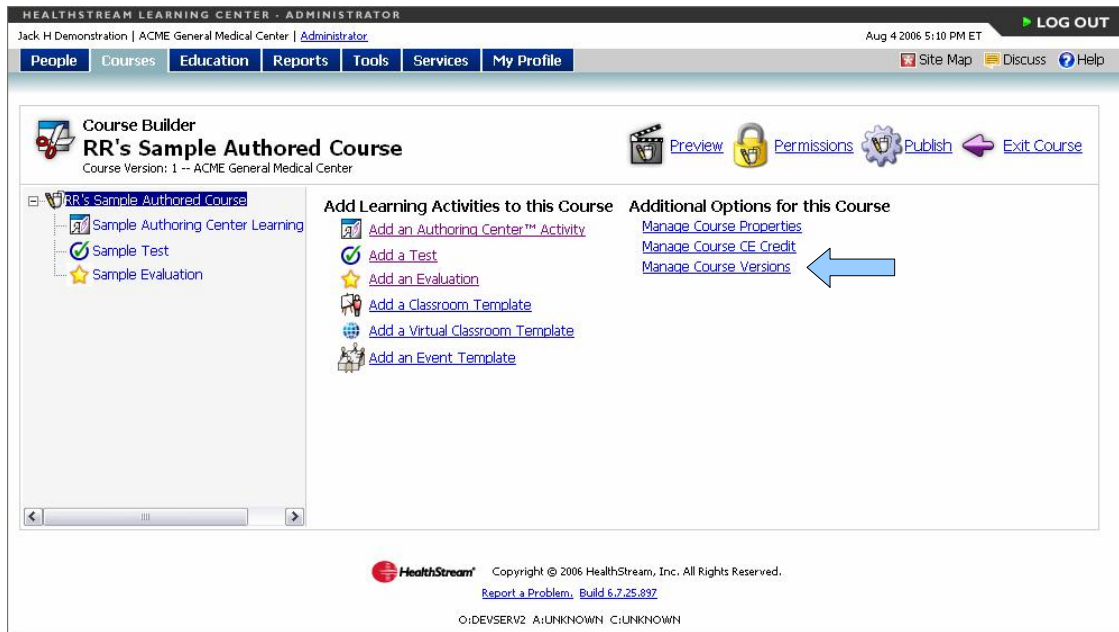 HEALTHSTREAM LEARNING CENTER - ADMINISTRATOR
LOG OUT
Jack H Demonstration | ACME General Medical Center | Administrator
Aug 4 2006 5:10 PM ET
People Courses Education Reports Tools Services My Profile
Site Map Discuss Help
Course Builder
RR's Sample Authored Course
Course Version: 1 -- ACME General Medical Center
Preview Permissions Publish Exit Course
RR's Sample Authored Course
Sample Authoring Center Learning
Sample Test
Sample Evaluation
Add Learning Activities to this Course
Add an Authoring Center™ Activity
Add a Test
Add an Evaluation
Add a Classroom Template
Add a Virtual Classroom Template
Add an Event Template
Additional Options for this Course
Manage Course Properties
Manage Course CE Credit
Manage Course Versions
HealthStream Copyright © 2006 HealthStream, Inc. All Rights Reserved.
Report a Problem. Build 6.7.25.897
O:DEVSERV2 A:UNKNOWN C:UNKNOWN